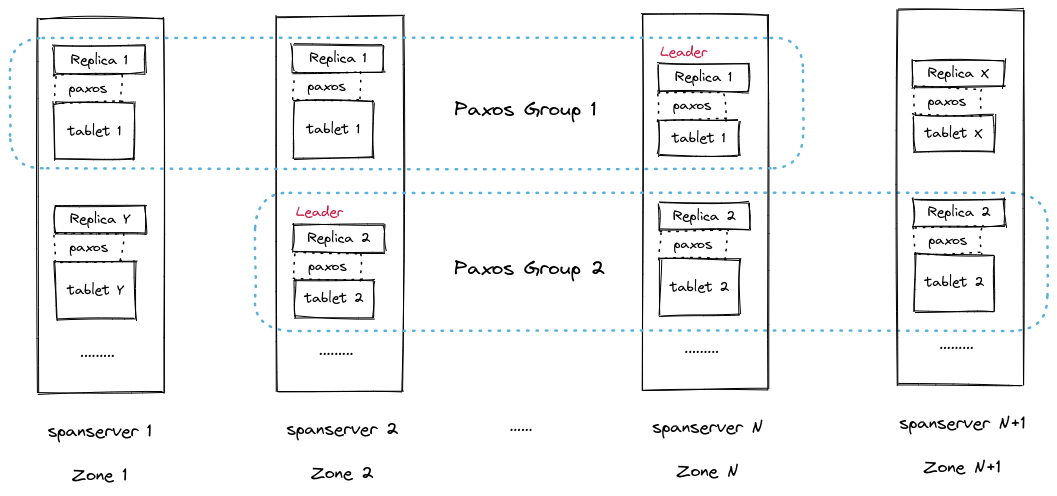 Replica 1
paxos
tablet 1
Replica Y
paxos
tablet Y
.........
spanserver 1
Zone 1
Replica 1
paxos
tablet 1
Leader
Replica 2
paxos
tablet 2
.........
spanserver 2
Zone 2
Paxos Group 1
Paxos Group 2
......
Leader
Replica 1
paxos
tablet 1
Replica 2
paxos
tablet 2
.........
spanserver N
Zone N
Replica X
paxos
tablet X
Replica 2
paxos
tablet 2
.........
spanserver N+1
Zone N+1